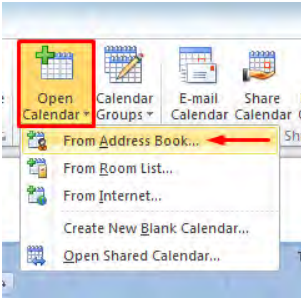 Open Calendar E-mail Share
Calendar Groups Calendar Calendar
From Address Book...
From Room List...
From Internet...
Create New Blank Calendar...
Open Shared Calendar...